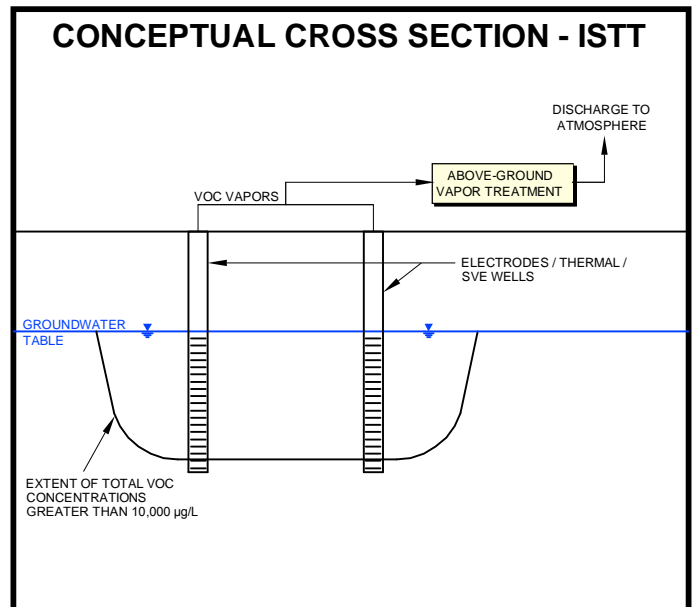 CONCEPTUAL CROSS SECTION - ISTT
DISCHARGE TO
ATMOSPHERE
ABOVE-GROUND
VAPOR TREATMENT
VOC VAPORS
ELECTRODES / THERMAL /
SVE WELLS
GROUNDWATER
TABLE
EXTENT OF TOTAL VOC
CONCENTRATIONS
GREATER THAN 10,000 µg/L